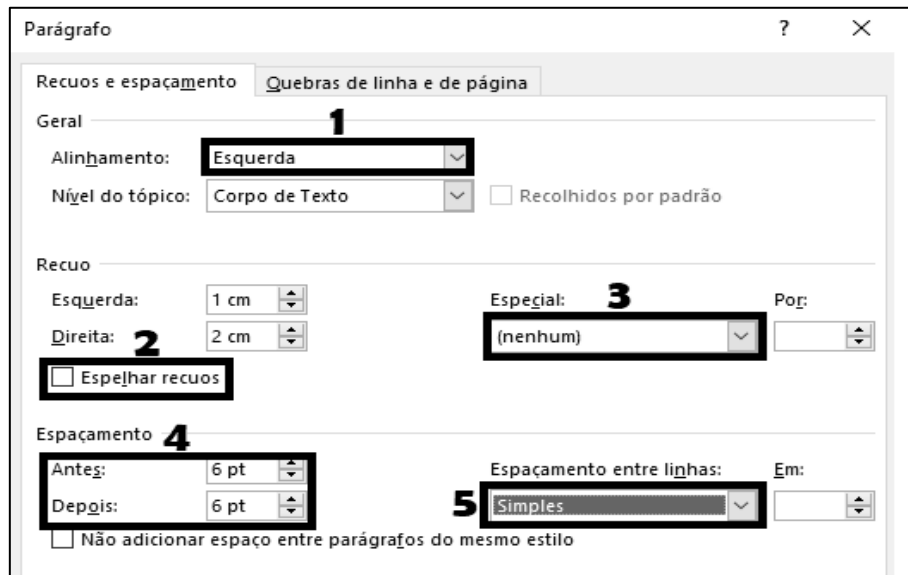 Parágrafo ? ×
Recuos e espaçamento Quebras de linha e de página
Geral 1
Alinhamento: Esquerda
Nível do tópico: Corpo de Texto Recolhidos por padrão
Recuo
Esquerda: 1 cm Especial: 3 Por:
Direita: 2 2 cm (nenhum)
Espelhar recuos
Espaçamento 4
Antes: 6 pt Espaçamento entre linhas: Em:
Depois: 6 pt 5 Simples
Não adicionar espaço entre parágrafos do mesmo estilo